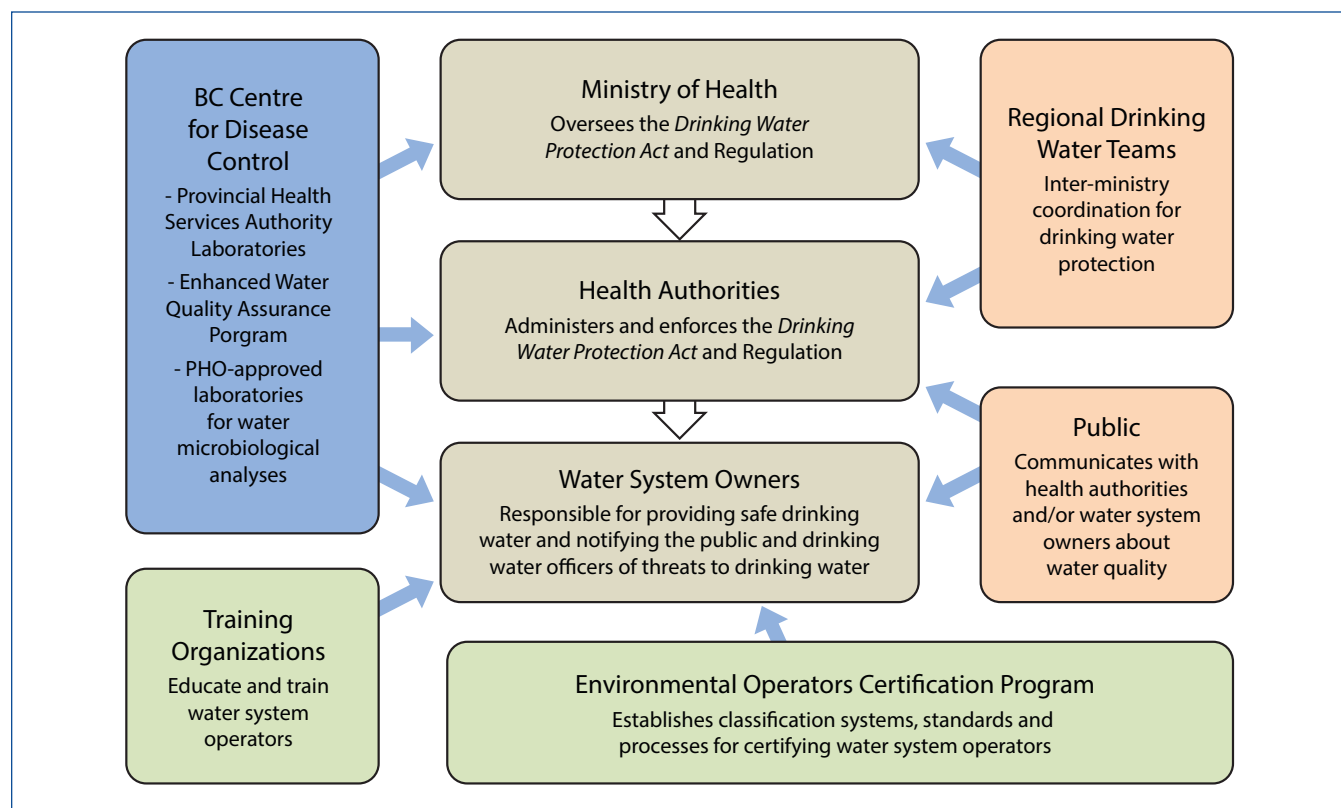 BC Centre
for Disease
Control
- Provincial Health
Services Authority
Laboratories
- Enhanced Water
Quality Assurance
Porgram
- PHO-approved
laboratories
for water
microbiological
analyses
Ministry of Health
Oversees the Drinking Water
Protection Act and Regulation
Regional Drinking
Water Teams
Inter-ministry
coordination for
drinking water
protection
Health Authorities
Administers and enforces the Drinking
Water Protection Act and Regulation
Water System Owners
Responsible for providing safe drinking
water and notifying the public and drinking
water officers of threats to drinking water
Public
Communicates with
health authorities
and/or water system
owners about
water quality
Training
Organizations
Educate and train
water system
operators
Environmental Operators Certification Program
Establishes classification systems, standards and
processes for certifying water system operators